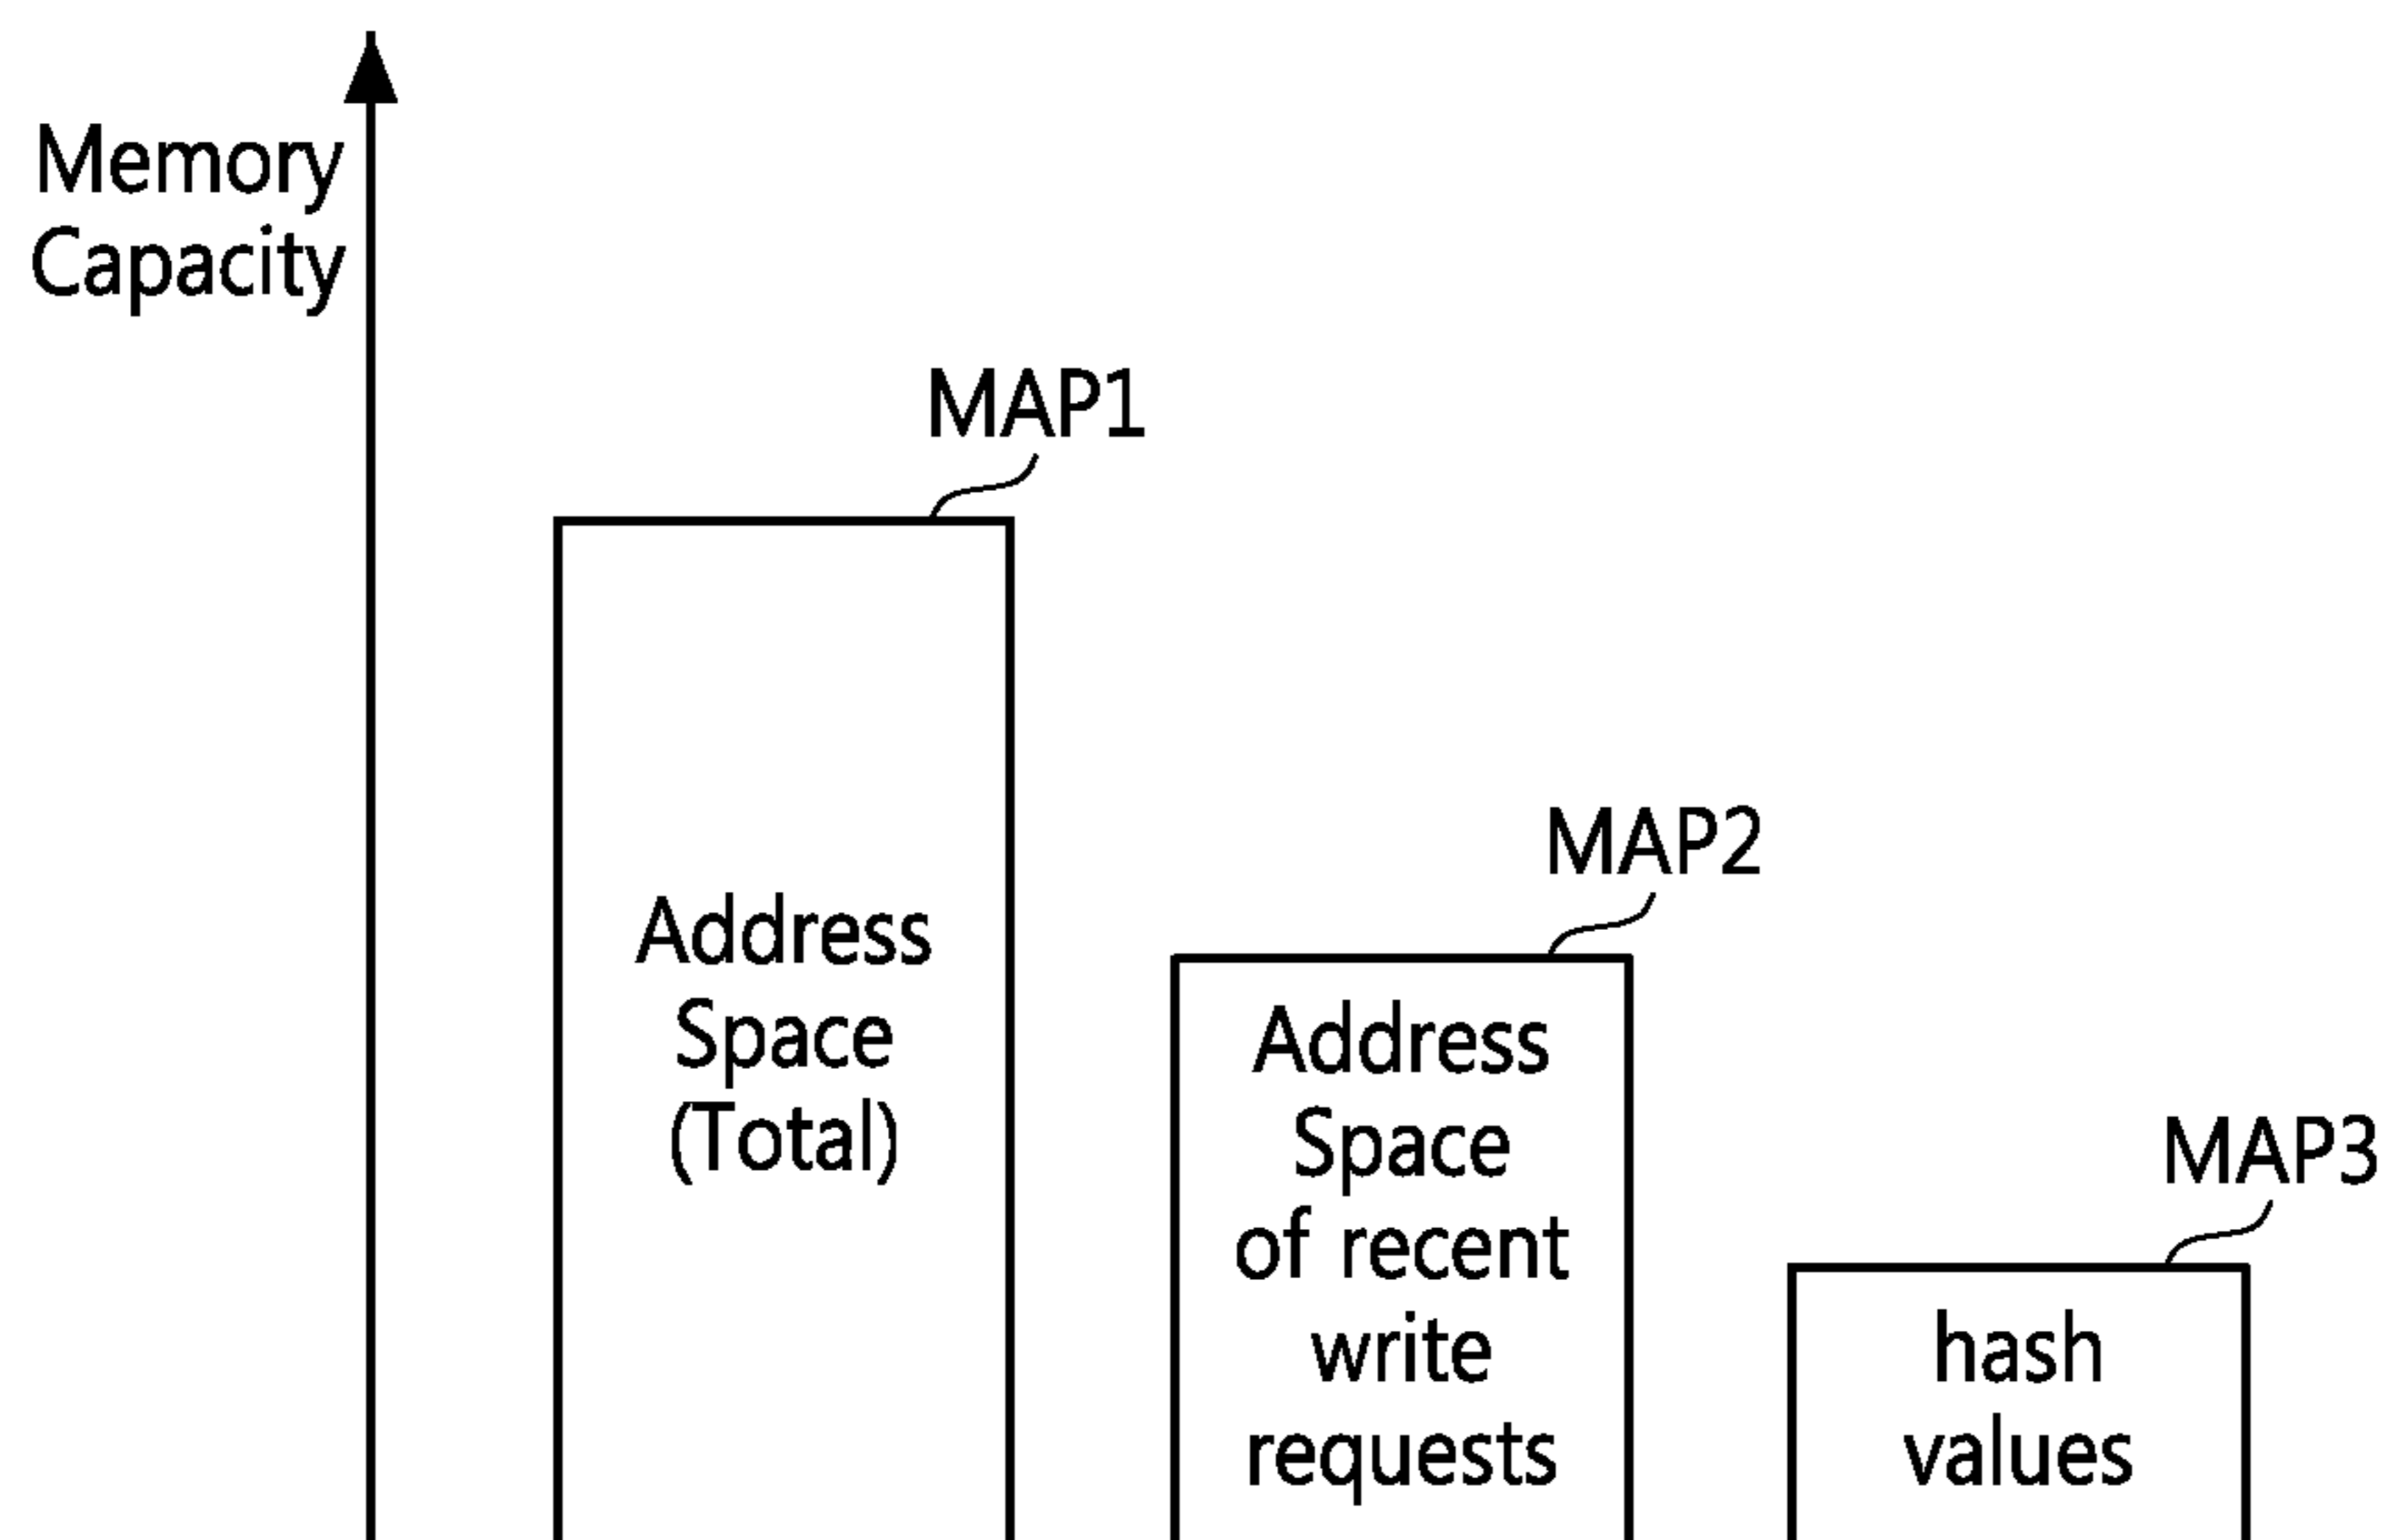 Memory
Capacity
MAP1
Address
Space
(Total)
MAP2
Address
Space
of recent
write
requests
MAP3
hash
values